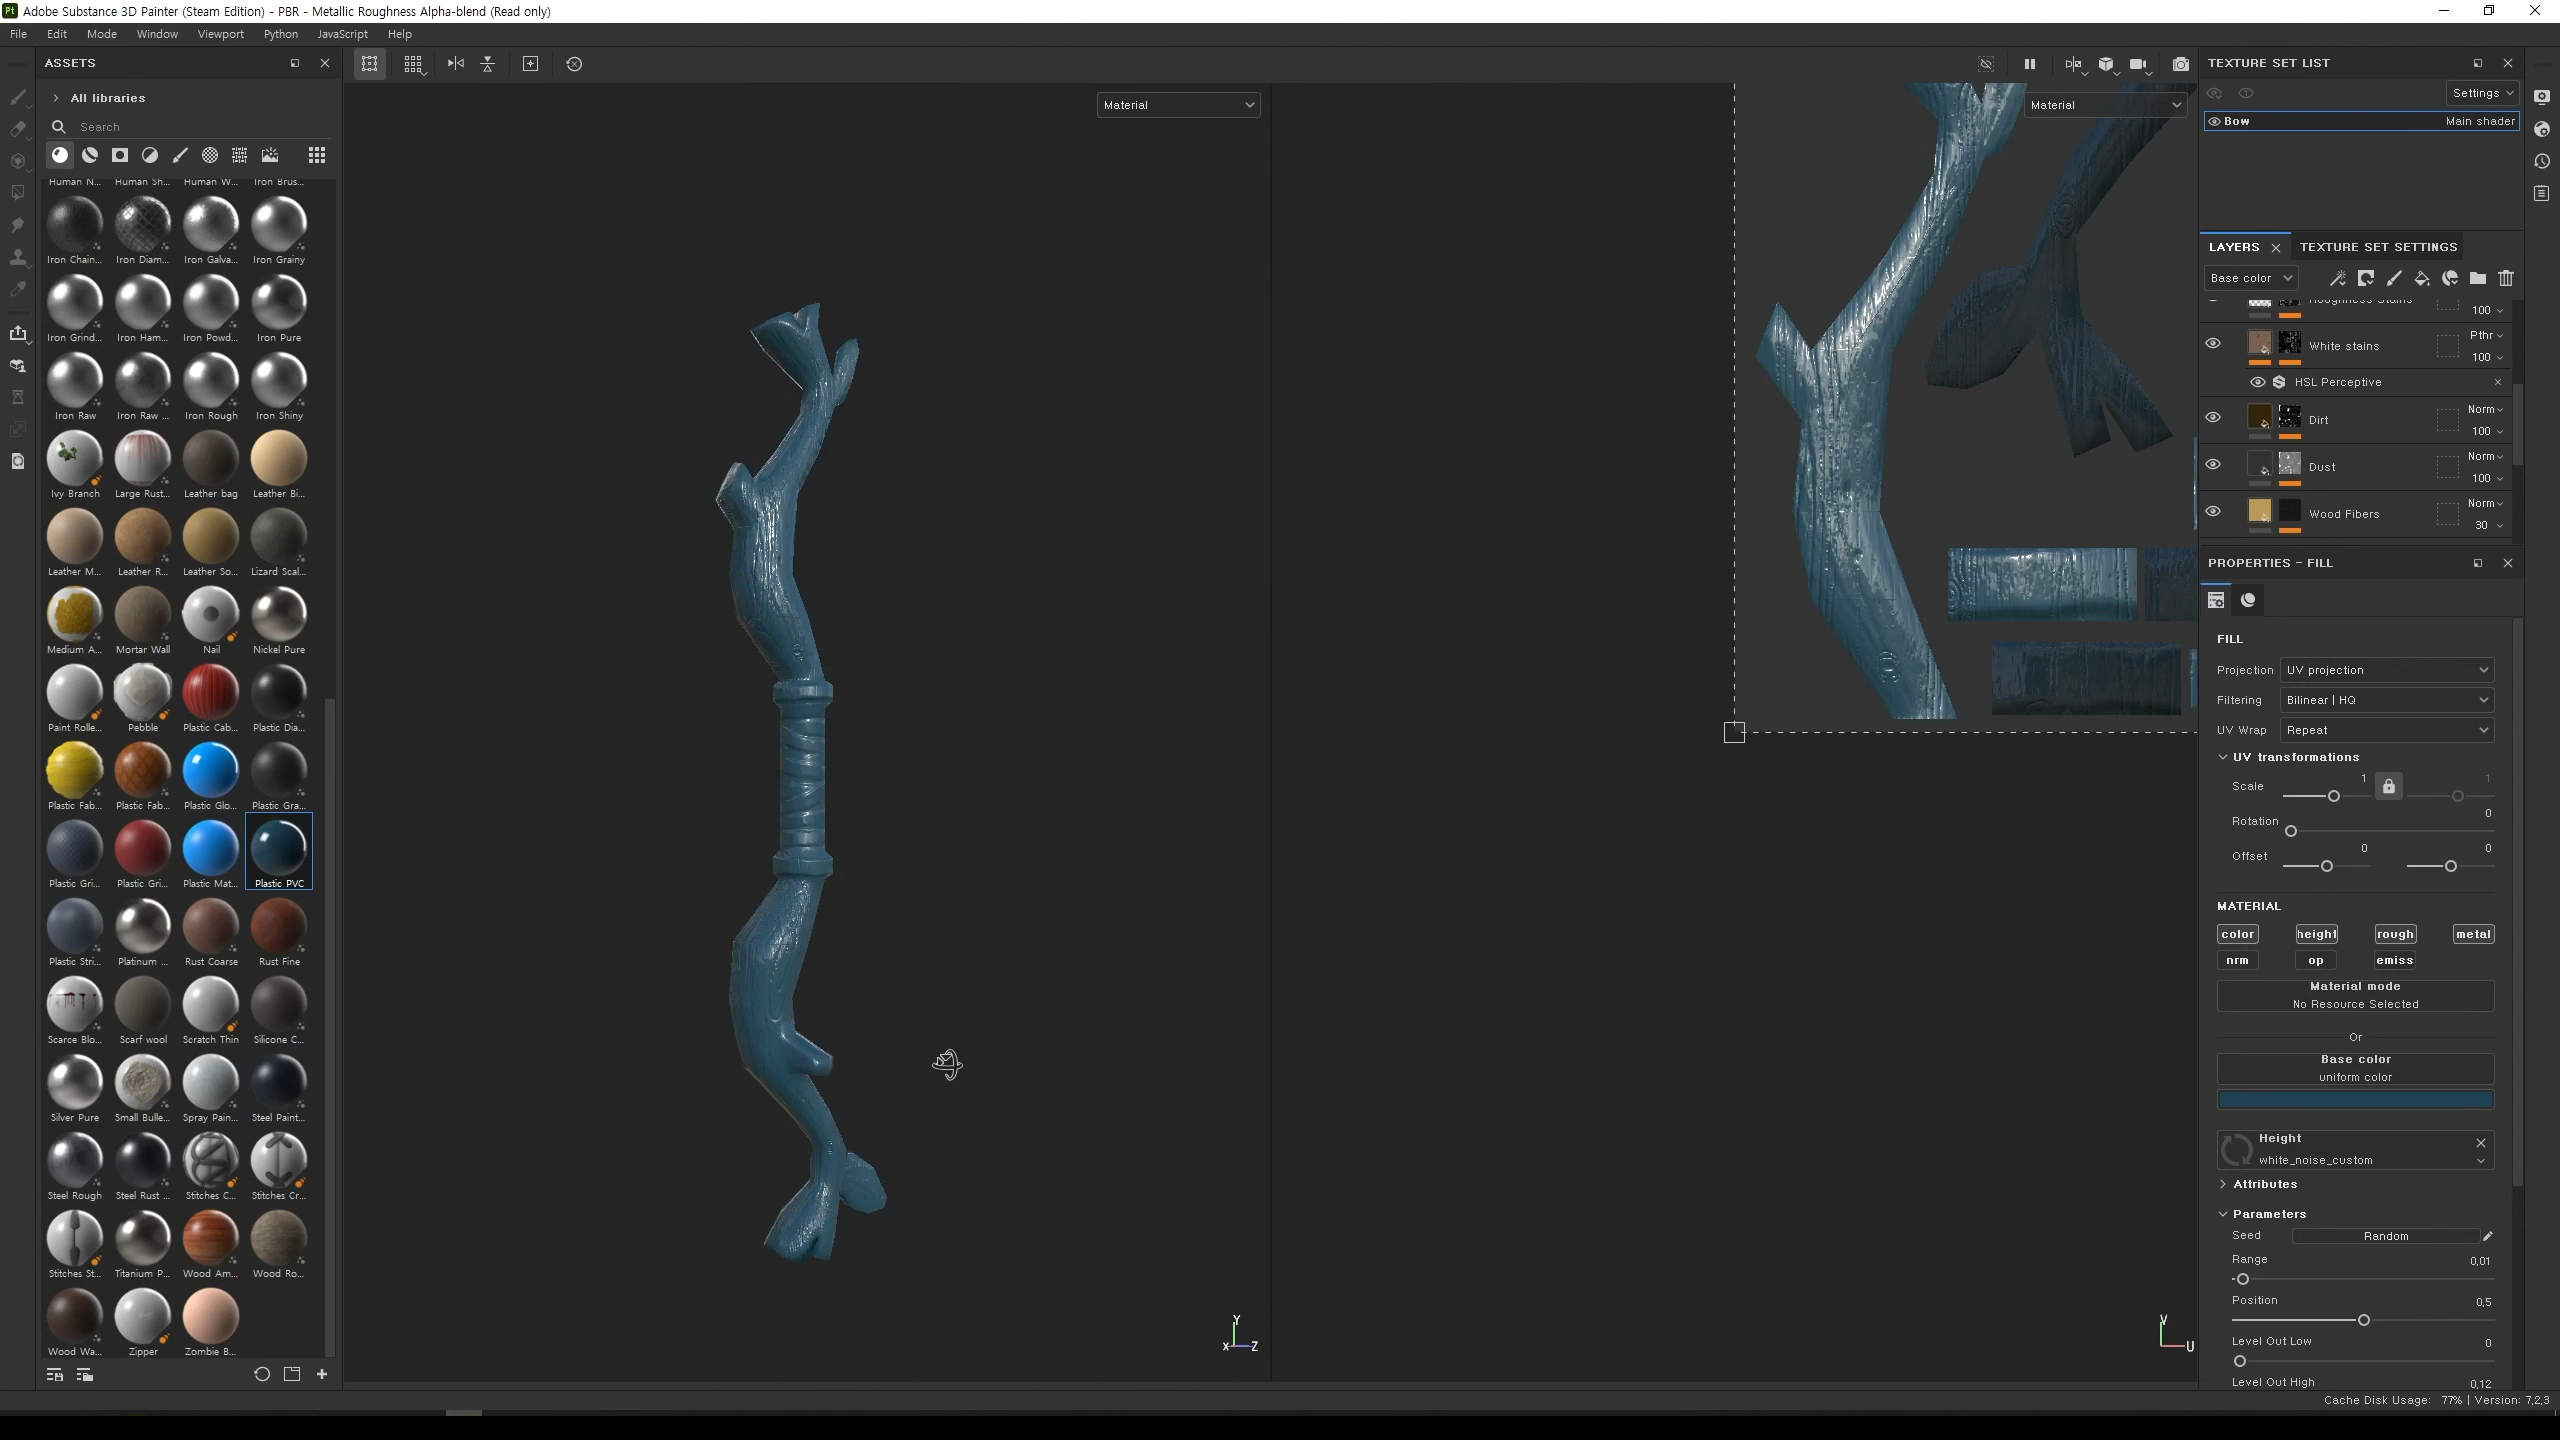 Pt Adobe Substance 3D Painter (Steam Edition) - PBR - Metallic Roughness Alpha-blend (Read only)
File Edit Mode Window Viewport Python JavaScript Help
ASSETS
All libraries
Search
Human N... Human Sh... Human W... Iron Brus...
Iron Chain... Iron Diam... Iron Galva... Iron Grainy
Iron Grind... Iron Ham... Iron Powd... Iron Pure
Iron Raw Iron Raw ... Iron Rough Iron Shiny
Ivy Branch Large Rust... Leather bag Leather Bi...
Leather M... Leather R... Leather So... Lizard Scal...
Medium A... Mortar Wall Nail Nickel Pure
Paint Rolle... Pebble Plastic Cab... Plastic Dia...
Plastic Fab... Plastic Fab... Plastic Glo... Plastic Gra...
Plastic Gri... Plastic Gri... Plastic Mat... Plastic PVC
Plastic Stri... Platinum ... Rust Coarse Rust Fine
Scarce Blo... Scarf wool Scratch Thin Silicone C...
Silver Pure Small Bulle... Spray Pain... Steel Paint...
Steel Rough Steel Rust ... Stitches C... Stitches Cr...
Stitches St... Titanium P... Wood Am... Wood Ro...
Wood Wa... Zipper Zombie B...
Material
Y
X Z
Material
V
U
TEXTURE SET LIST
Settings
Bow Main shader
LAYERS TEXTURE SET SETTINGS
Base color
Roughness Stains
100
White stains Pthr
100
HSL Perceptive
Dirt Norm
100
Dust Norm
100
Wood Fibers Norm
30
PROPERTIES - FILL
FILL
Projection UV projection
Filtering Bilinear | HQ
UV Wrap Repeat
UV transformations
Scale 1 1
Rotation 0
Offset 0 0
MATERIAL
color height rough metal
nrm op emiss
Material mode
No Resource Selected
Or
Base color
uniform color
Height
white_noise_custom
Attributes
Parameters
Seed Random
Range 0,01
Position 0,5
Level Out Low 0
Level Out High 0,12
Cache Disk Usage: 77% | Version: 7,2,3